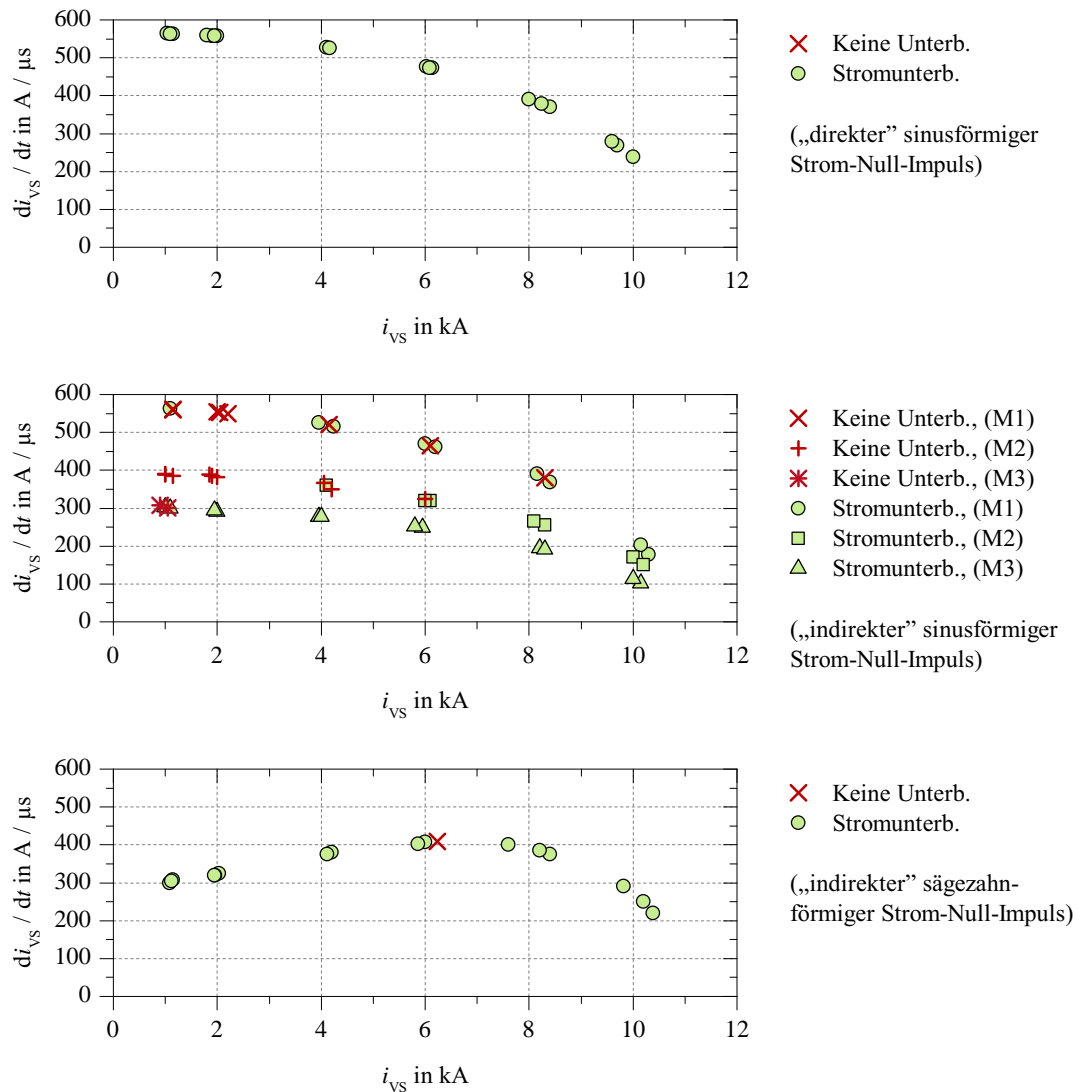 600
500
400
300
200
100
0
di_VS / dt in A / µs
0 2 4 6 8 10 12
i_VS in kA
Keine Unterb.
Stromunterb.
(„direkter” sinusförmiger
Strom-Null-Impuls)
600
500
400
300
200
100
0
di_VS / dt in A / µs
0 2 4 6 8 10 12
i_VS in kA
Keine Unterb., (M1)
Keine Unterb., (M2)
Keine Unterb., (M3)
Stromunterb., (M1)
Stromunterb., (M2)
Stromunterb., (M3)
(„indirekter” sinusförmiger
Strom-Null-Impuls)
600
500
400
300
200
100
0
di_VS / dt in A / µs
0 2 4 6 8 10 12
i_VS in kA
Keine Unterb.
Stromunterb.
(„indirekter” sägezahn-
förmiger Strom-Null-Impuls)